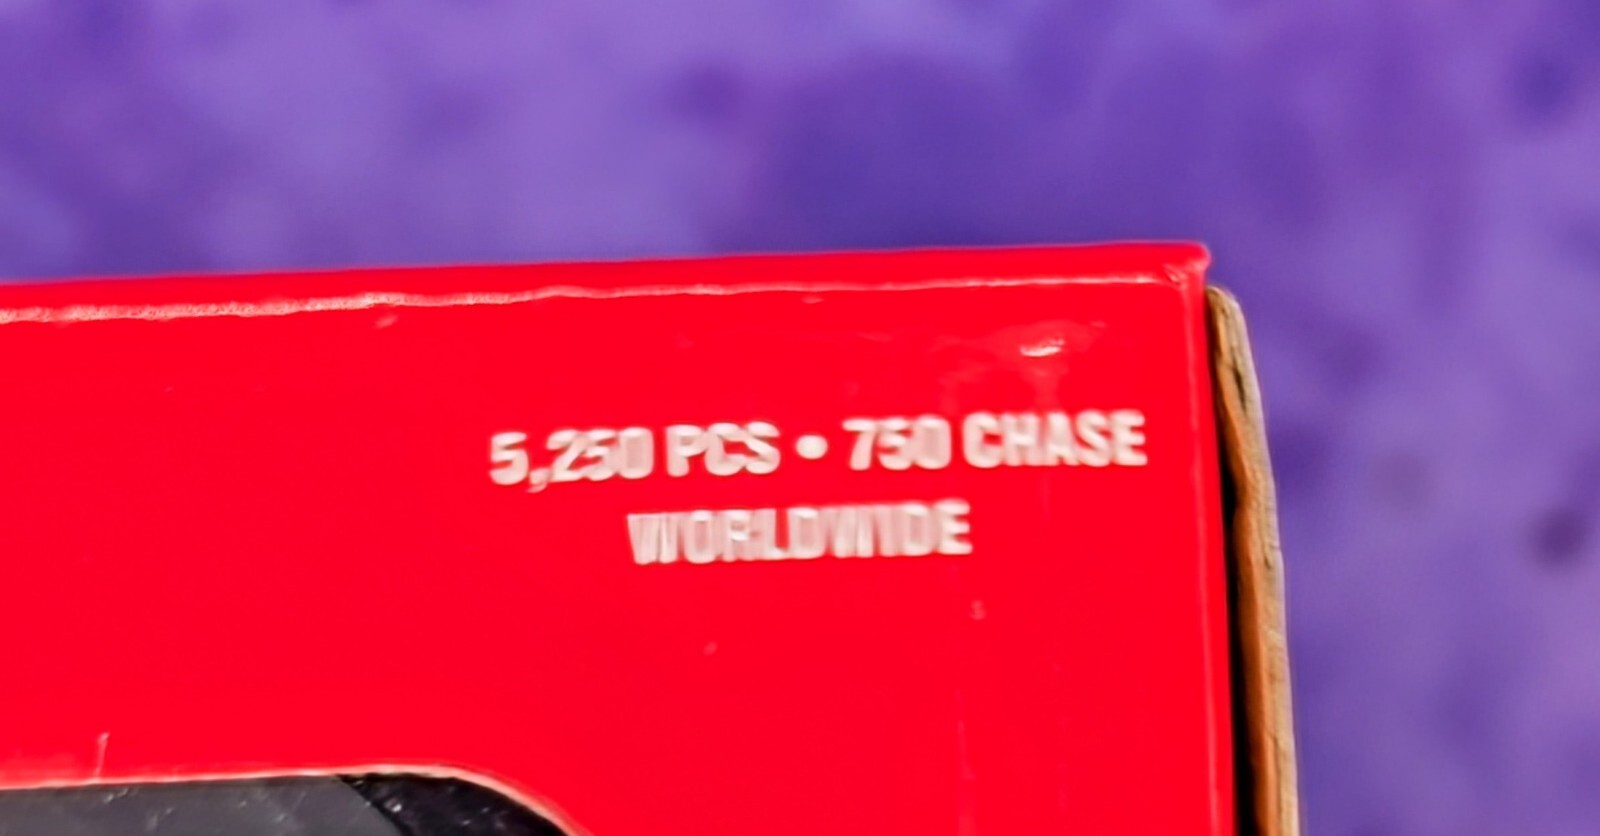 5,250 PCS • 750 CHASE
WORLDWIDE